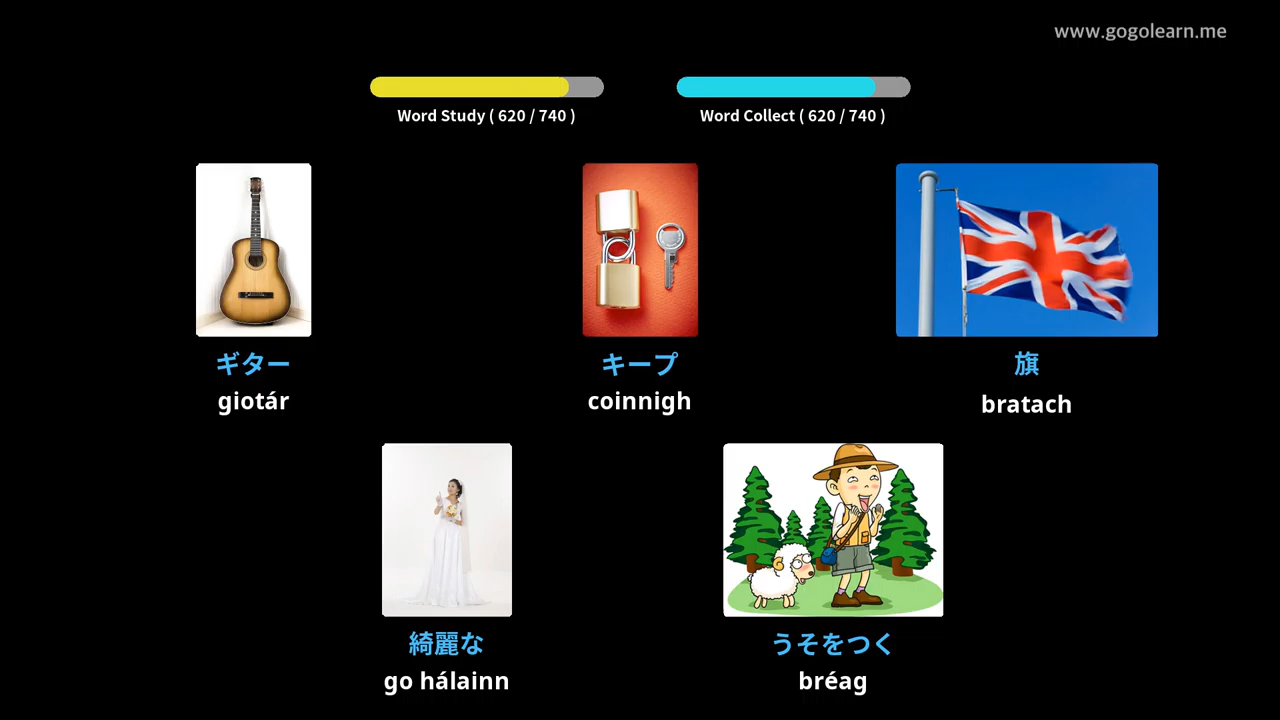 www.gogolearn.me
Word Study ( 620 / 740 )
Word Collect ( 620 / 740 )
ギター
giotár
キープ
coinnigh
旗
bratach
綺麗な
go hálainn
うそをつく
bréag